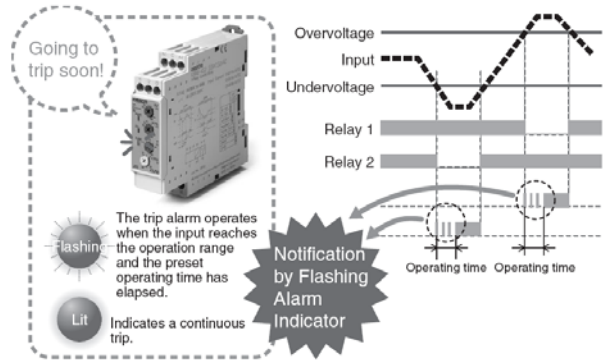 Going to
trip soon!
Flashing
The trip alarm operates
when the input reaches
the operation range
and the preset
operating time has
elapsed.
Lit
Indicates a continuous
trip.
Notification
by Flashing
Alarm
Indicator
Overvoltage
Input
Undervoltage
Relay 1
Relay 2
Operating time
Operating time